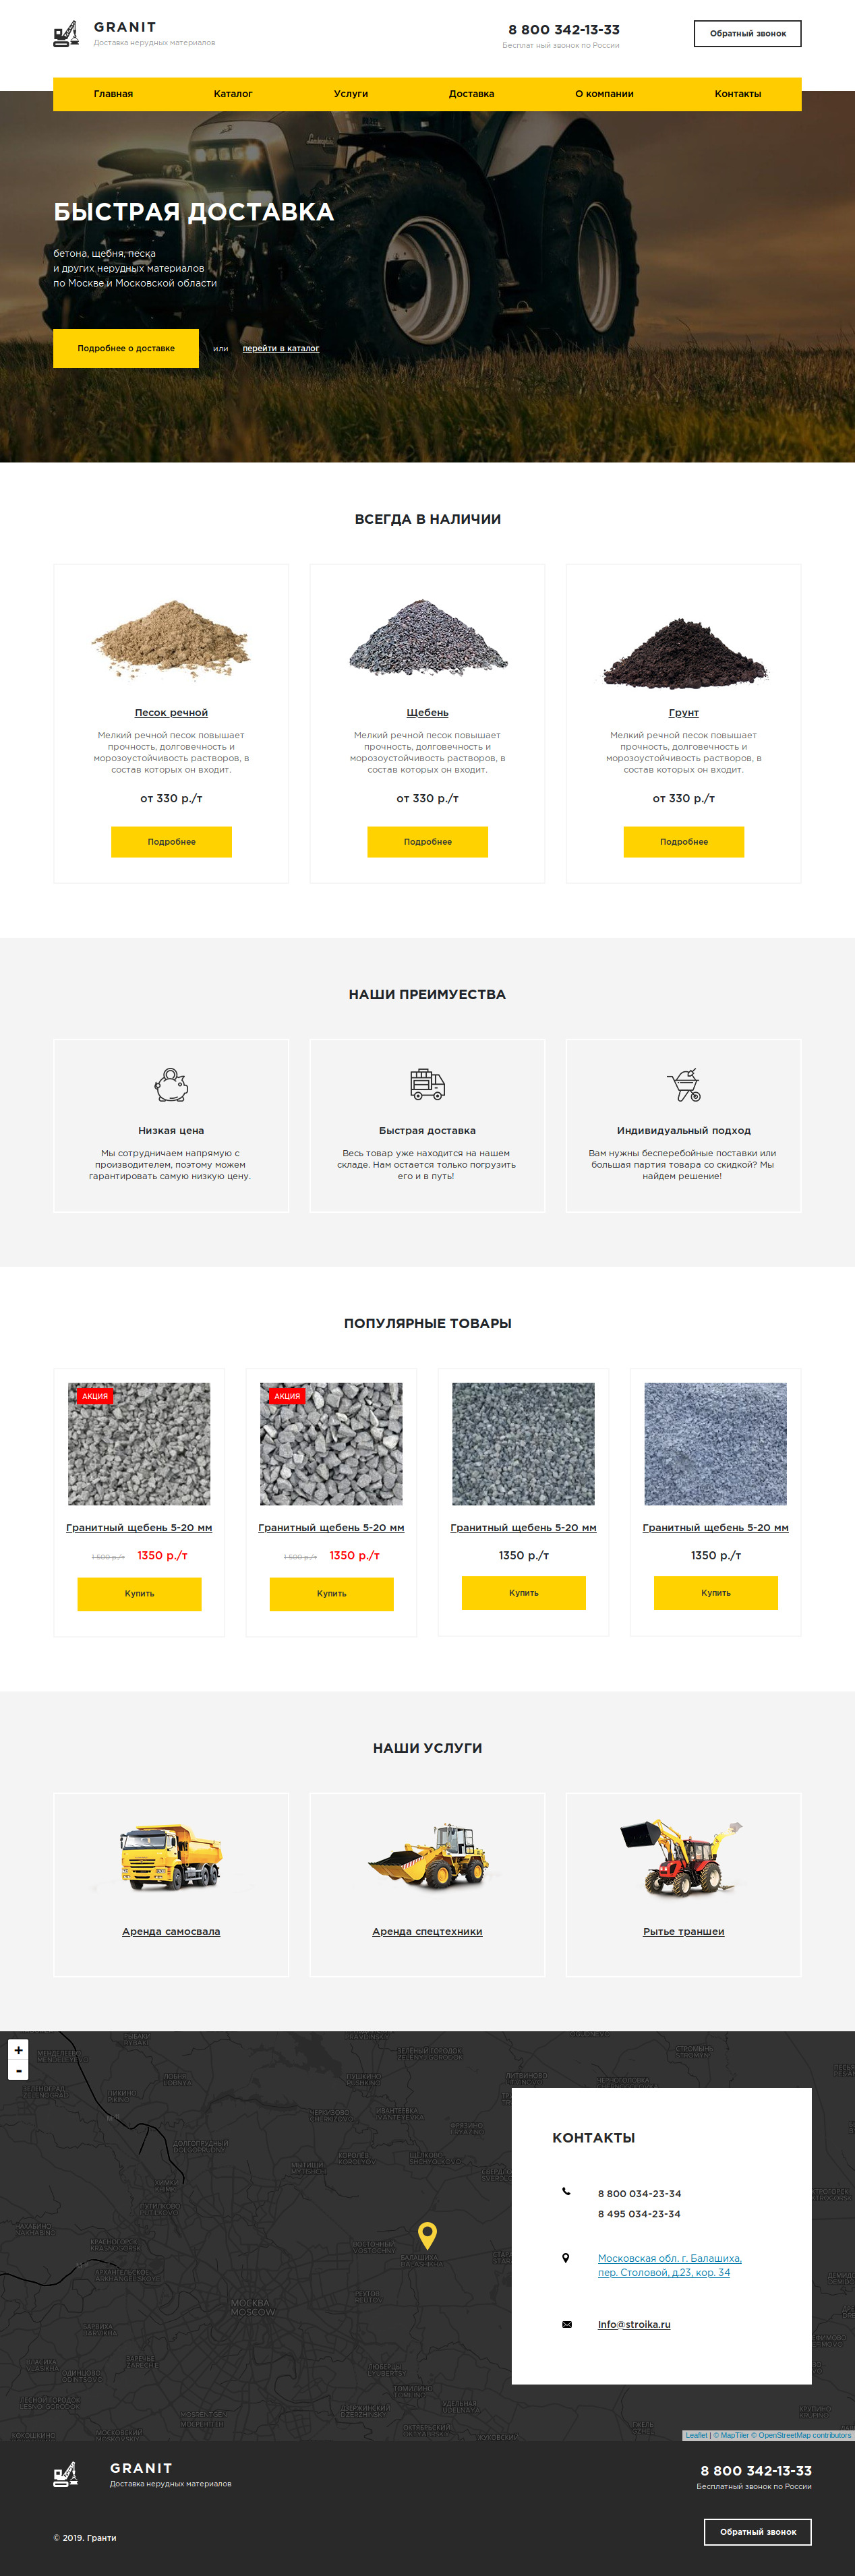 GRANIT
Доставка нерудных материалов
8 800 342-13-33
Бесплат ный звонок по России
Обратный звонок
Главная
Каталог
Услуги
Доставка
О компании
Контакты
БЫСТРАЯ ДОСТАВКА
бетона, щебня, песка
и других нерудных материалов
по Москве и Московской области
Подробнее о доставке
или
перейти в каталог
ВСЕГДА В НАЛИЧИИ
Песок речной
Мелкий речной песок повышает
прочность, долговечность и
морозоустойчивость растворов, в
состав которых он входит.
от 330 р./т
Подробнее
Щебень
Мелкий речной песок повышает
прочность, долговечность и
морозоустойчивость растворов, в
состав которых он входит.
от 330 р./т
Подробнее
Грунт
Мелкий речной песок повышает
прочность, долговечность и
морозоустойчивость растворов, в
состав которых он входит.
от 330 р./т
Подробнее
НАШИ ПРЕИМУЕСТВА
Низкая цена
Мы сотрудничаем напрямую с
производителем, поэтому можем
гарантировать самую низкую цену.
Быстрая доставка
Весь товар уже находится на нашем
складе. Нам остается только погрузить
его и в путь!
Индивидуальный подход
Вам нужны бесперебойные поставки или
большая партия товара со скидкой? Мы
найдем решение!
ПОПУЛЯРНЫЕ ТОВАРЫ
АКЦИЯ
Гранитный щебень 5-20 мм
1 500 р./т
1350 р./т
Купить
АКЦИЯ
Гранитный щебень 5-20 мм
1 500 р./т
1350 р./т
Купить
Гранитный щебень 5-20 мм
1350 р./т
Купить
Гранитный щебень 5-20 мм
1350 р./т
Купить
НАШИ УСЛУГИ
Аренда самосвала
Аренда спецтехники
Рытье траншеи
+
-
МОСКВА
MOSCOW
КОНТАКТЫ
8 800 034-23-34
8 495 034-23-34
Московская обл. г. Балашиха,
пер. Столовой, д.23, кор. 34
Info@stroika.ru
Leaflet | © MapTiler © OpenStreetMap contributors
GRANIT
Доставка нерудных материалов
8 800 342-13-33
Бесплатный звонок по России
© 2019. Гранти
Обратный звонок